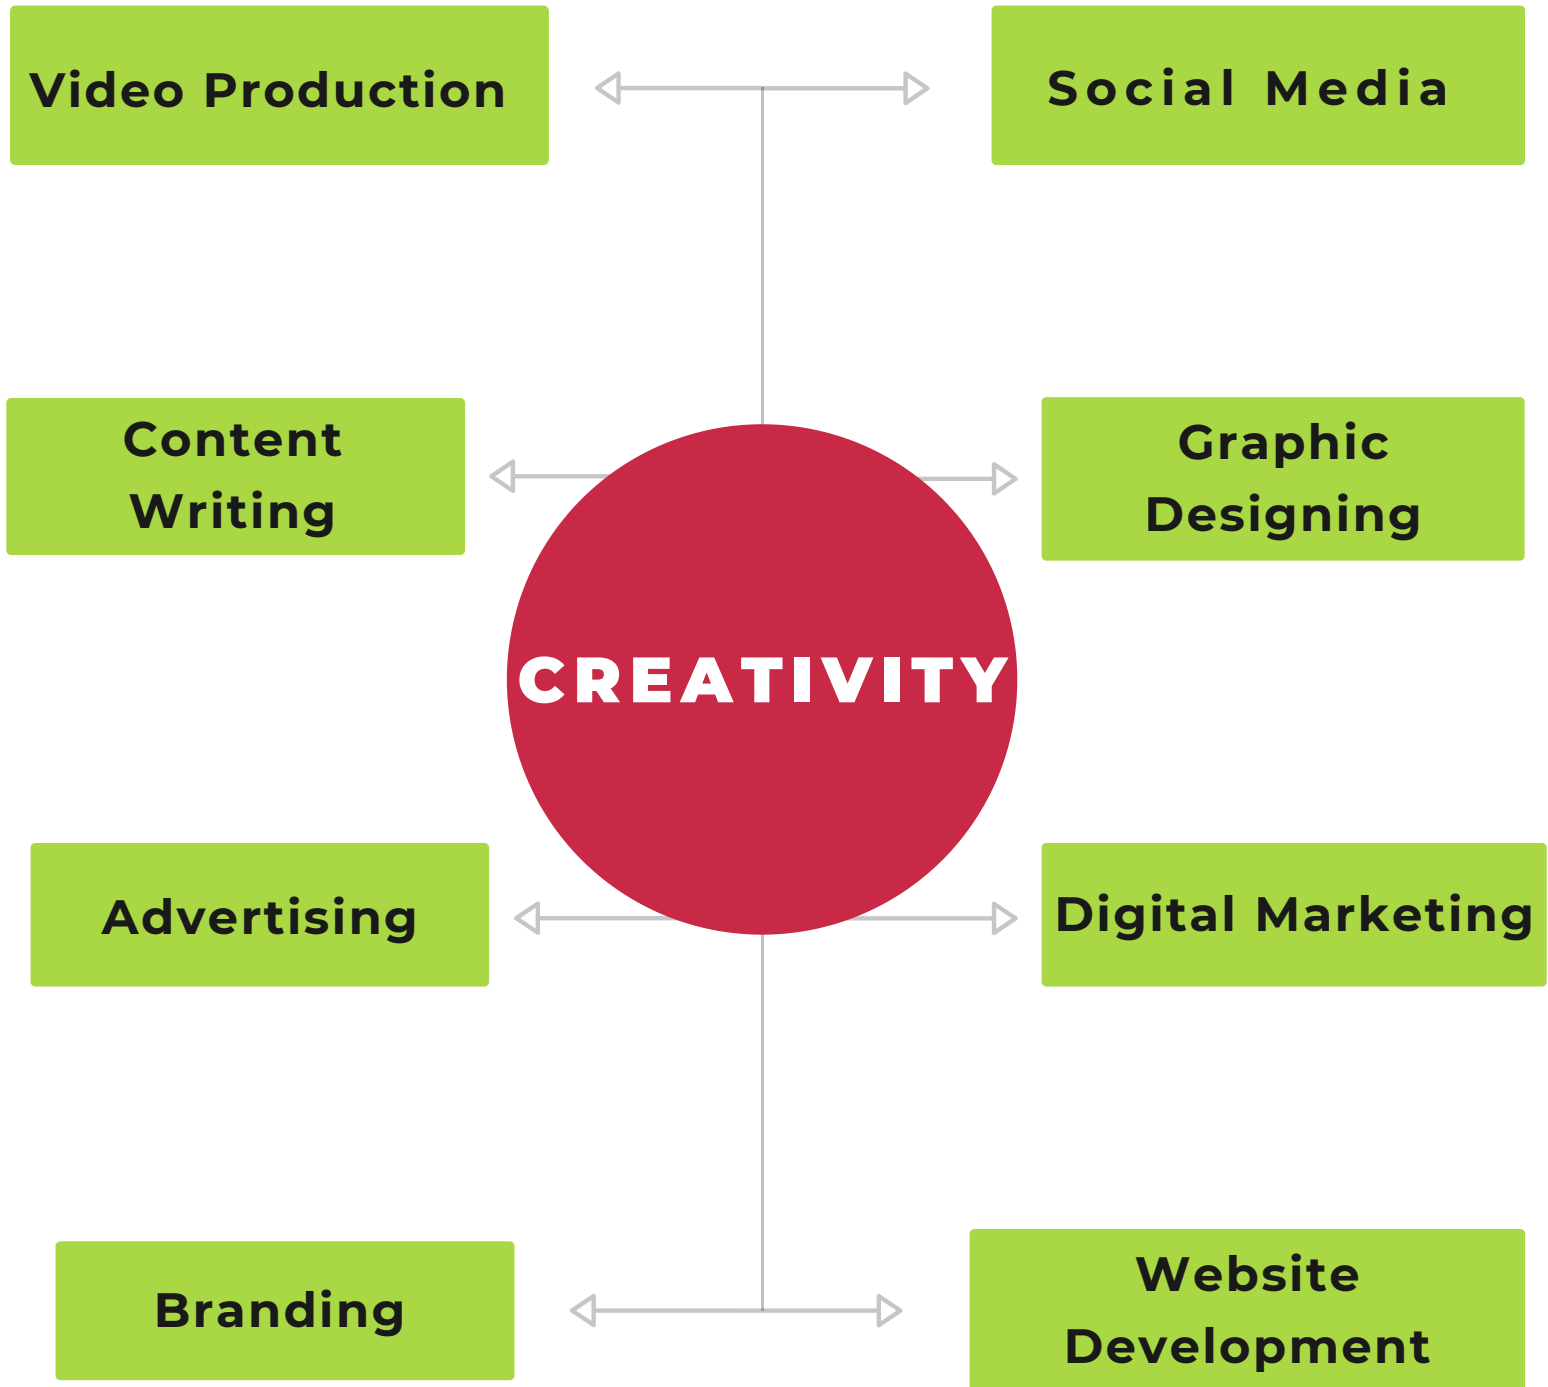 Video Production
Social Media
Content
Writing
Graphic
Designing
CREATIVITY
Advertising
Digital Marketing
Branding
Website
Development